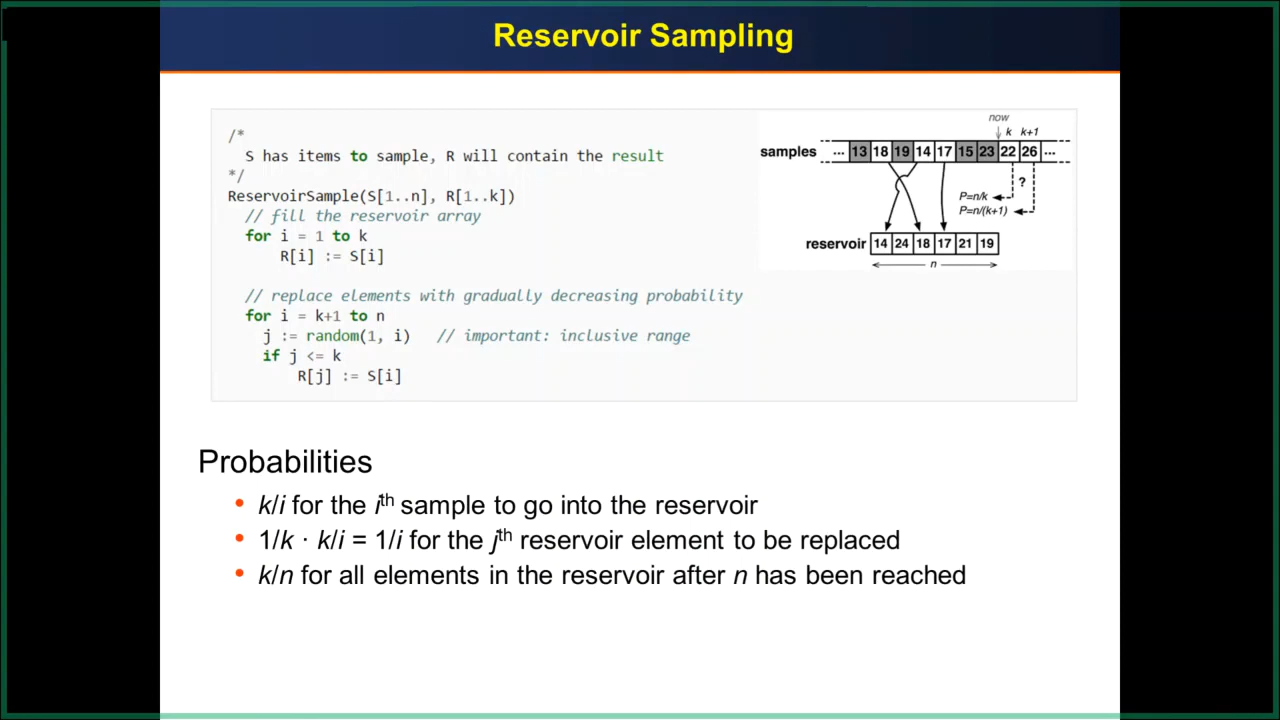 Reservoir Sampling
/*
S has items to sample, R will contain the result
*/
ReservoirSample(S[1..n], R[1..k])
// fill the reservoir array
for i = 1 to k
R[i] := S[i]
// replace elements with gradually decreasing probability
for i = k+1 to n
j := random(1, i) // important: inclusive range
if j <= k
R[j] := S[i]
now
k k+1
samples ··· 13 18 19 14 17 15 23 22 26 ···
?
P=n/k
P=n/(k+1)
reservoir 14 24 18 17 21 19
n
Probabilities
• k/i for the ith sample to go into the reservoir
• 1/k · k/i = 1/i for the jth reservoir element to be replaced
• k/n for all elements in the reservoir after n has been reached